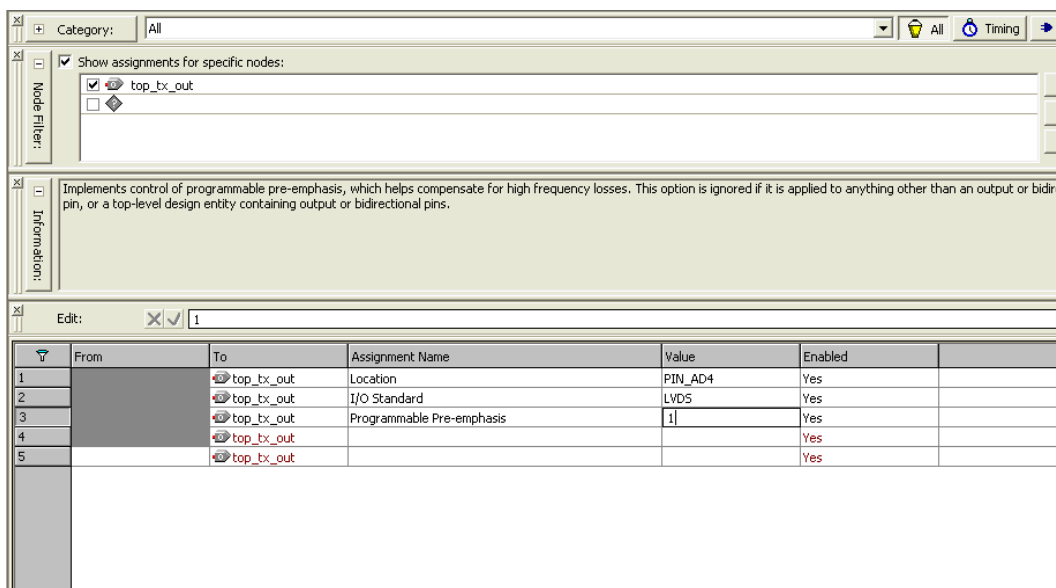 Category: All All Timing
Node Filter:
Show assignments for specific nodes:
top_tx_out
Information:
Implements control of programmable pre-emphasis, which helps compensate for high frequency losses. This option is ignored if it is applied to anything other than an output or
pin, or a top-level design entity containing output or bidirectional pins.
Edit: 1
From To Assignment Name Value Enabled
1 top_tx_out Location PIN_AD4 Yes
2 top_tx_out I/O Standard LVDS Yes
3 top_tx_out Programmable Pre-emphasis 1 Yes
4 top_tx_out Yes
5 top_tx_out Yes